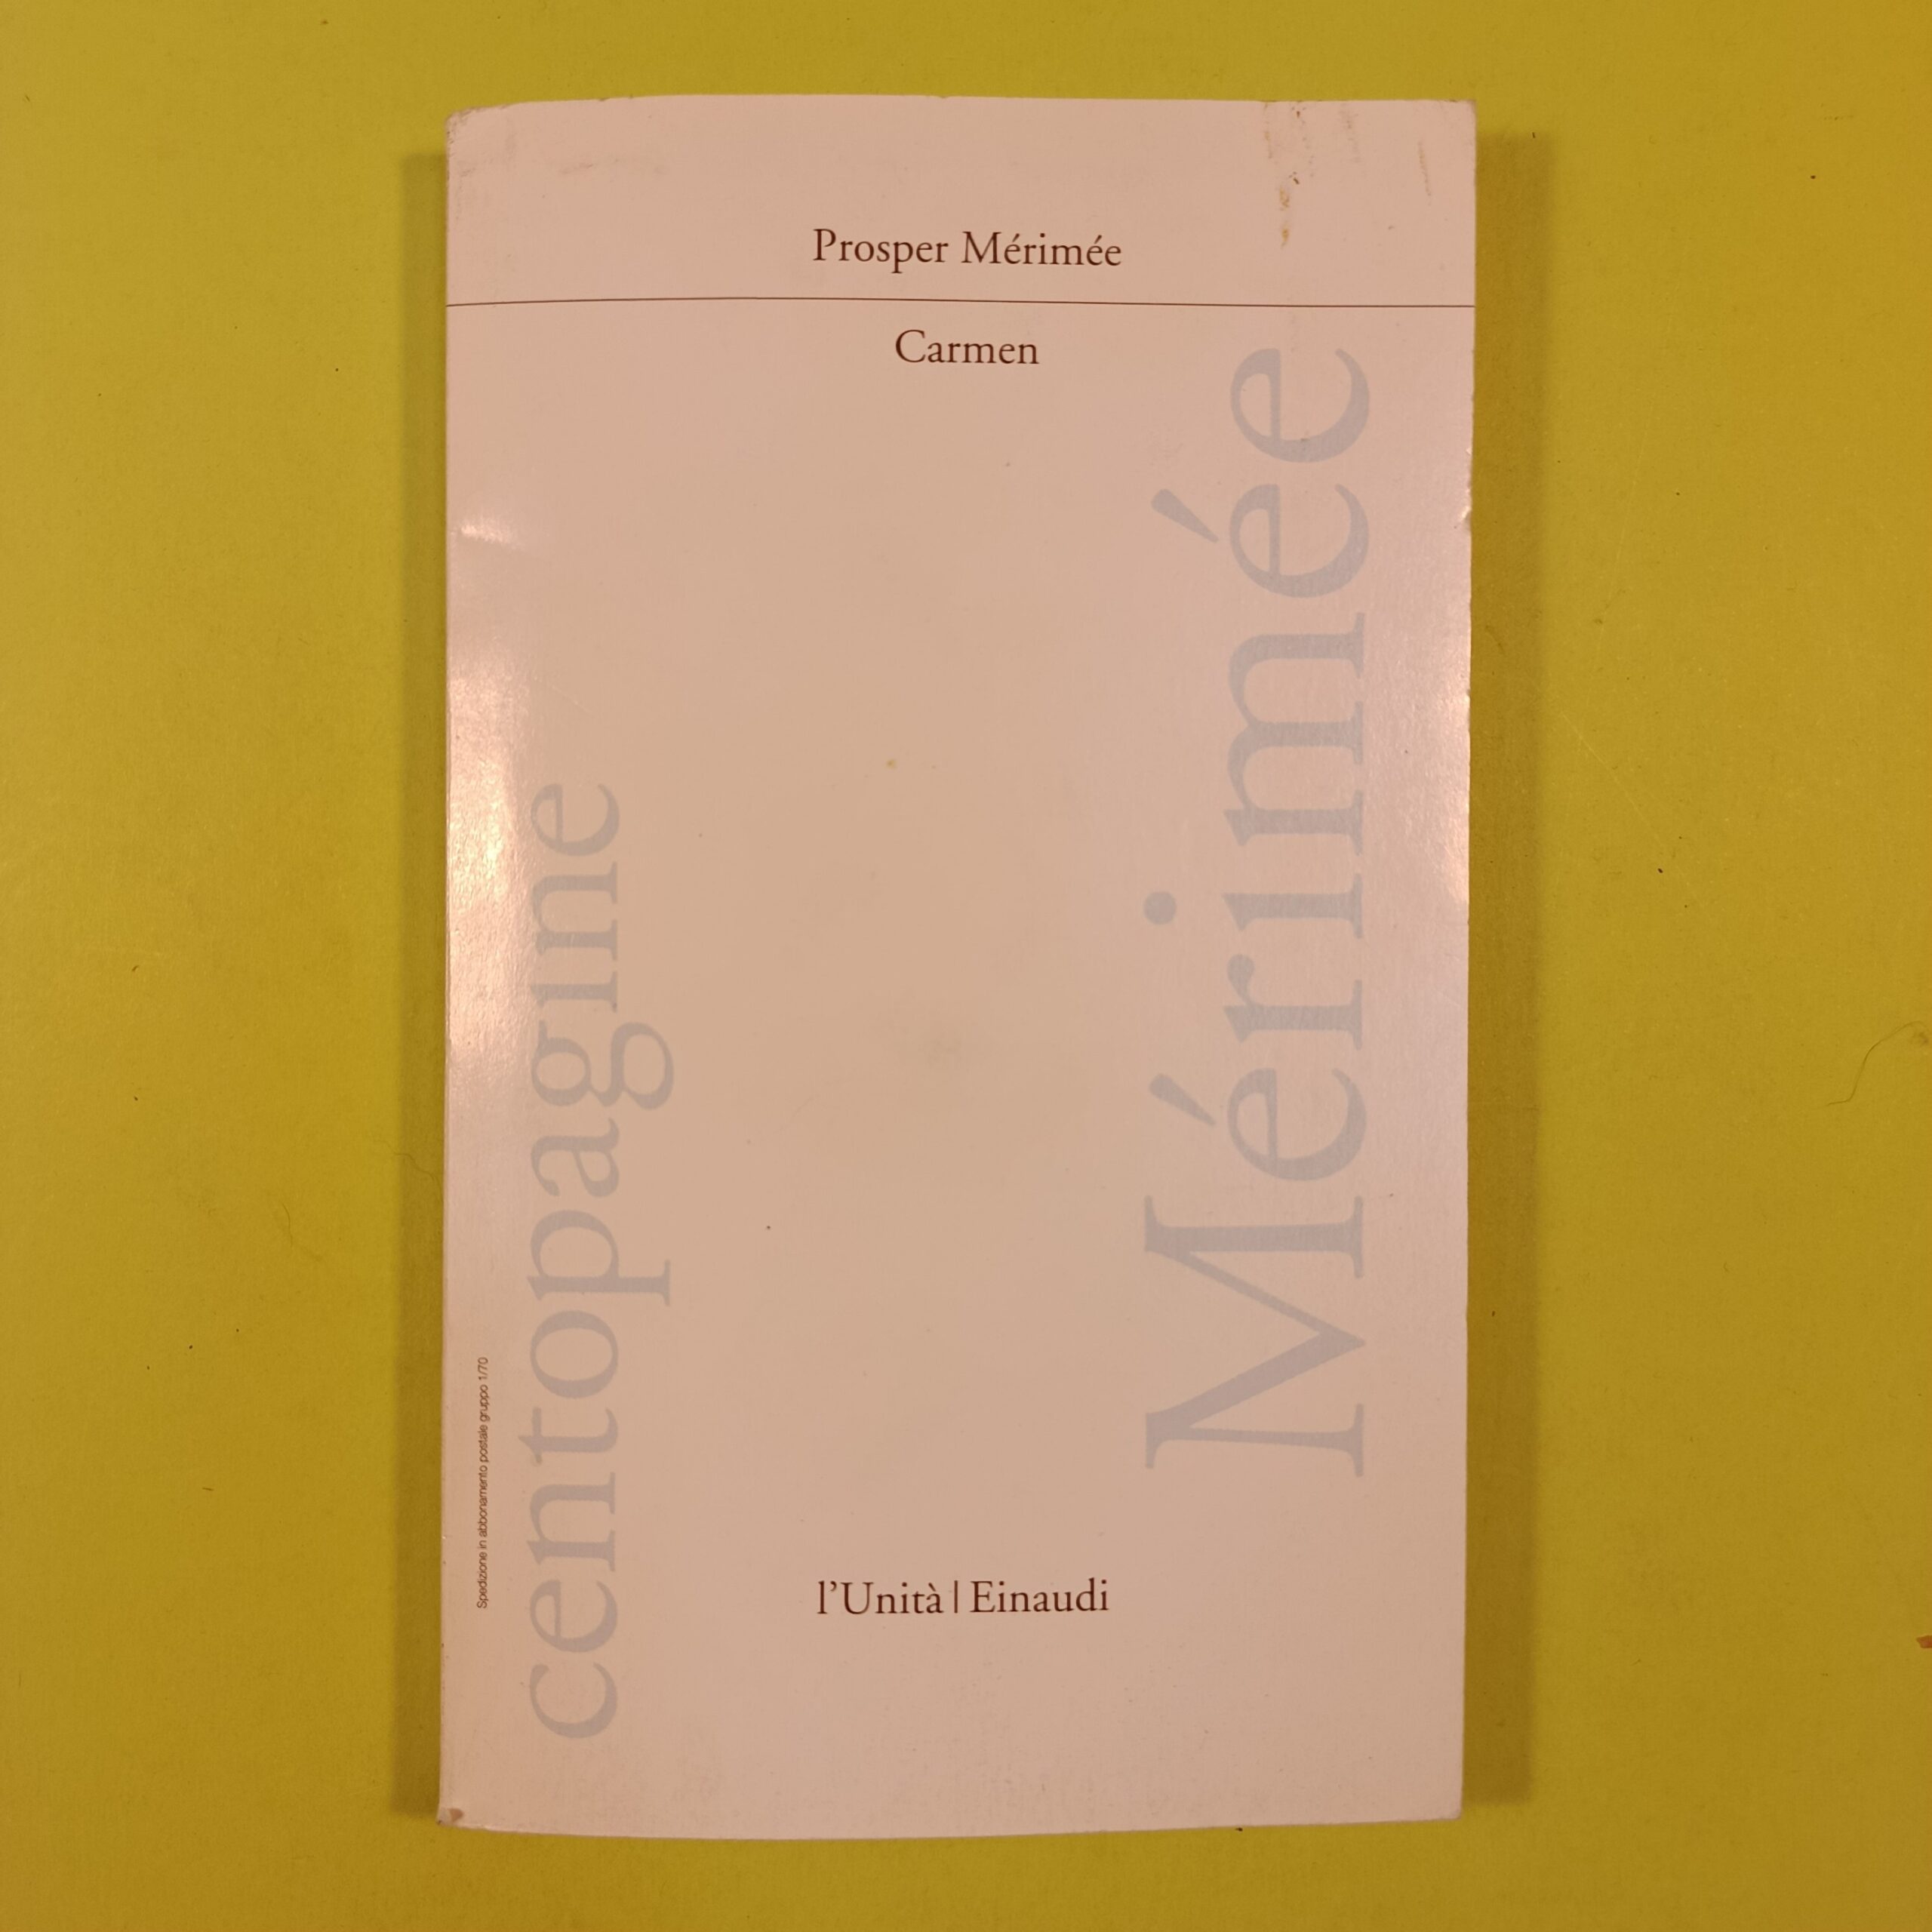 Prosper Mérimée
Carmen
Mérimée
centopagine
Spedizione in abbonamento postale gruppo 1/70
l'Unità | Einaudi